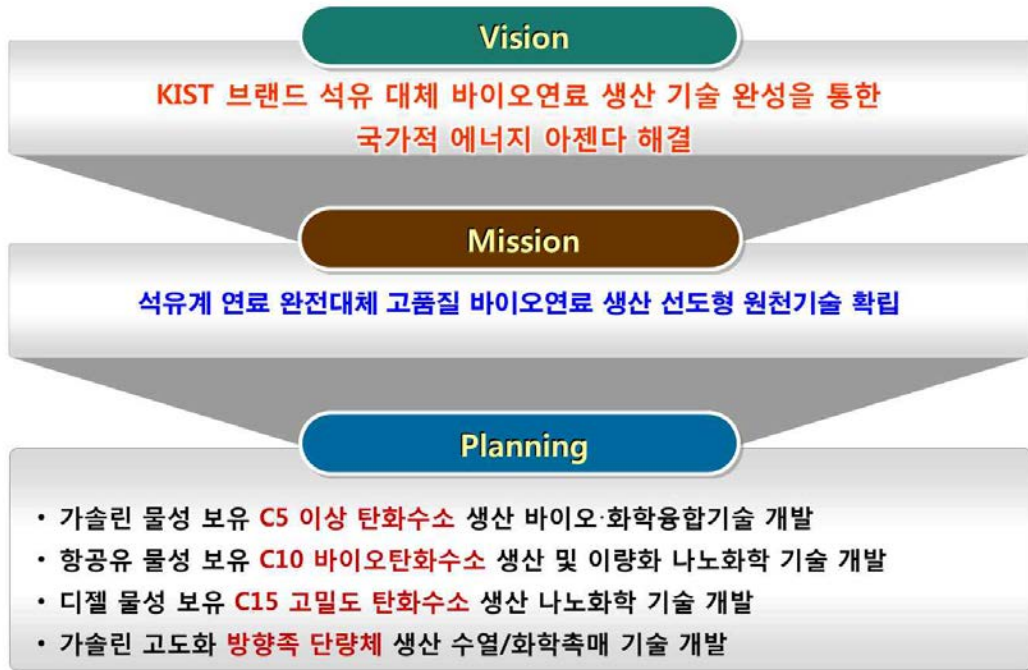 Vision
KIST 브랜드 석유 대체 바이오연료 생산 기술 완성을 통한
국가적 에너지 아젠다 해결
Mission
석유계 연료 완전대체 고품질 바이오연료 생산 선도형 원천기술 확립
Planning
• 가솔린 물성 보유 C5 이상 탄화수소 생산 바이오·화학융합기술 개발
• 항공유 물성 보유 C10 바이오탄화수소 생산 및 이량화 나노화학 기술 개발
• 디젤 물성 보유 C15 고밀도 탄화수소 생산 나노화학 기술 개발
• 가솔린 고도화 방향족 단량체 생산 수열/화학촉매 기술 개발